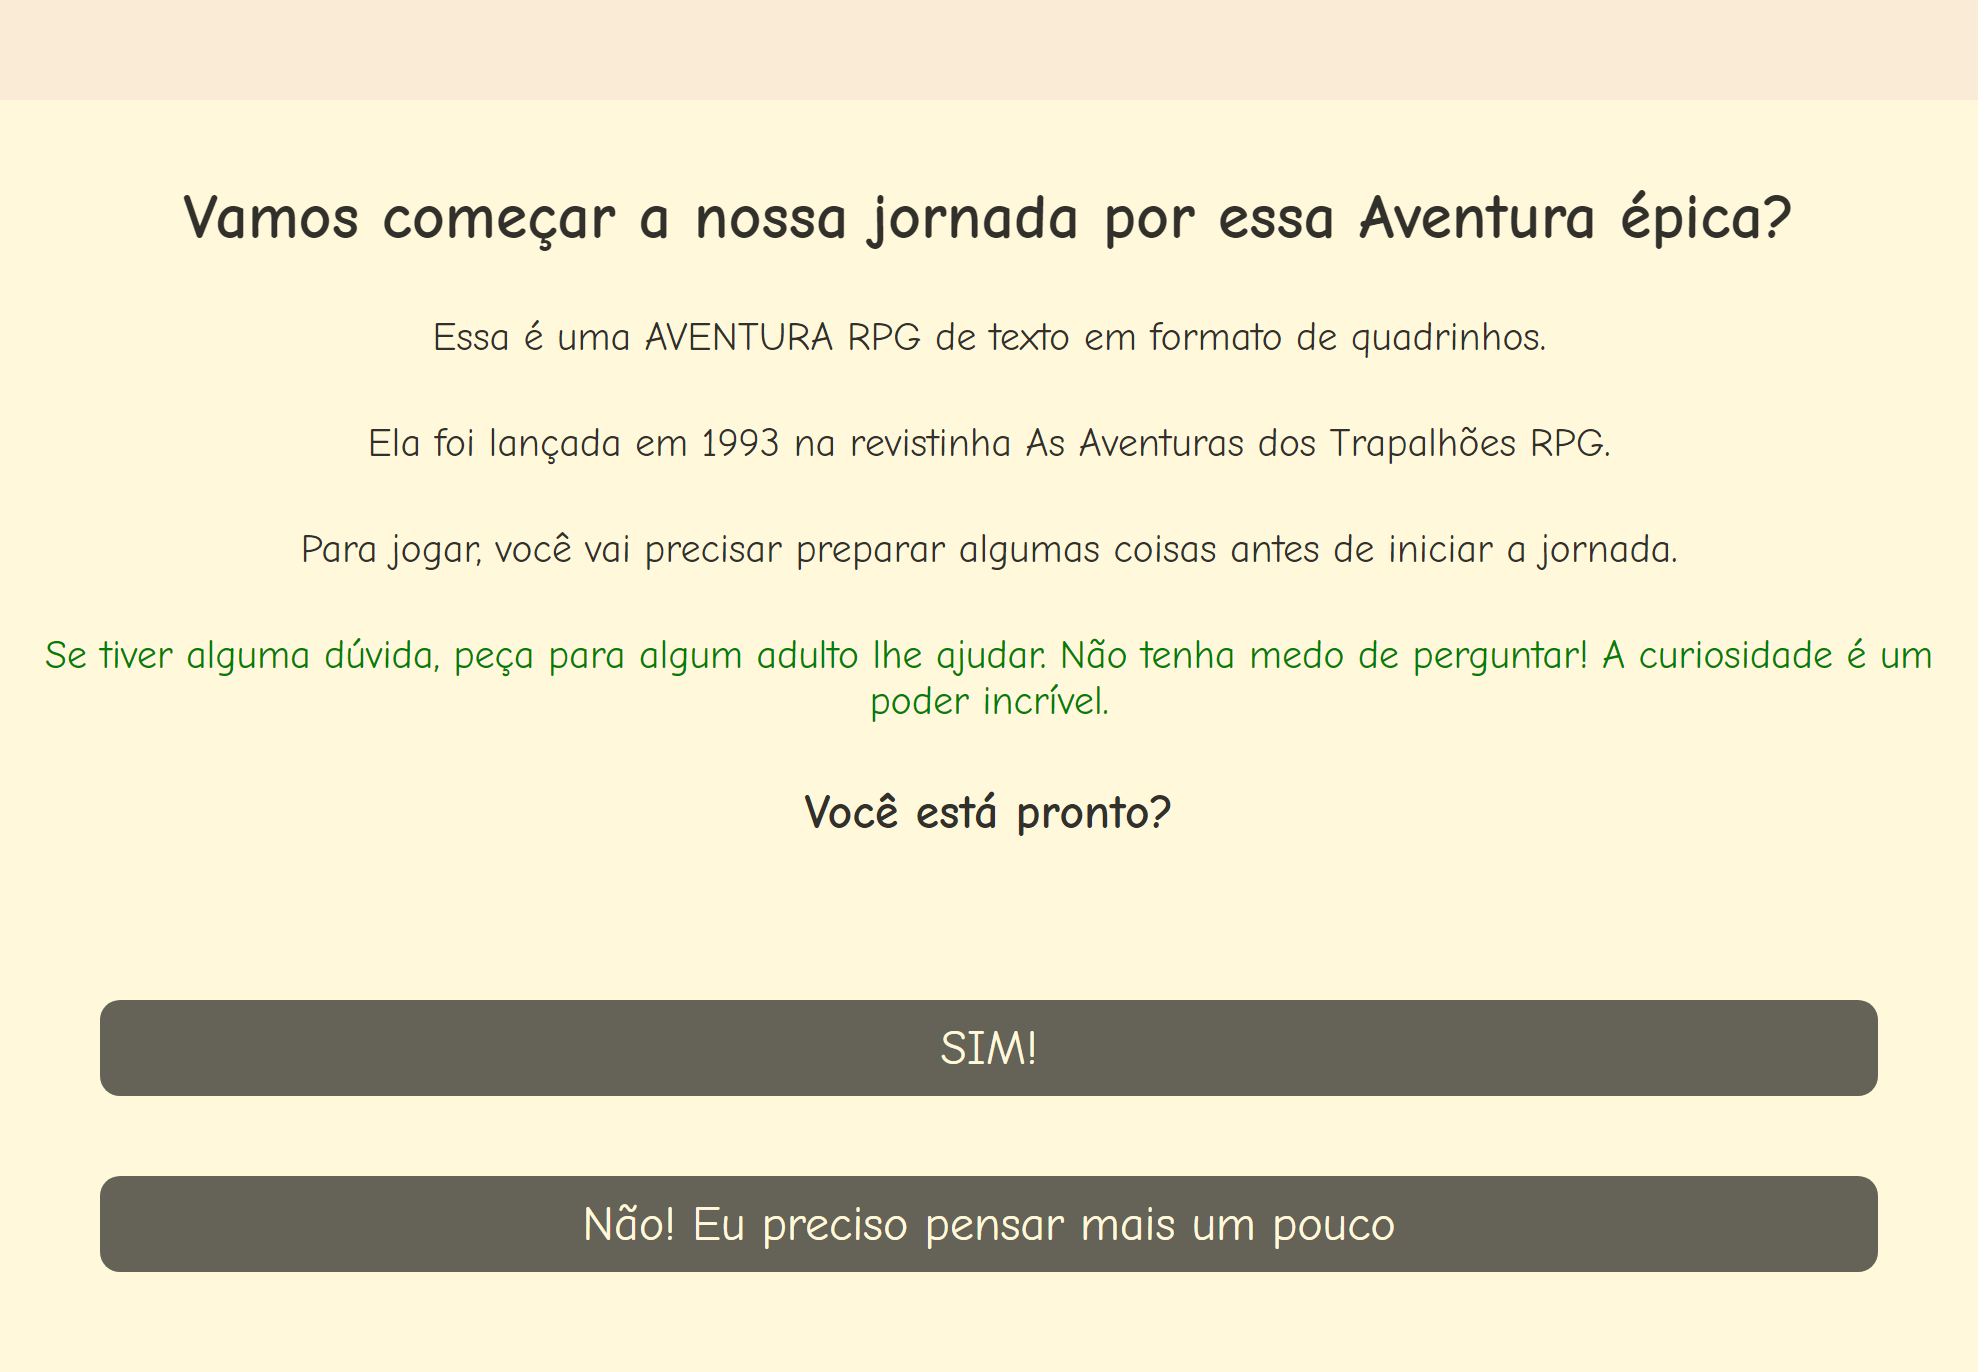 Vamos começar a nossa jornada por essa Aventura épica?
Essa é uma AVENTURA RPG de texto em formato de quadrinhos.
Ela foi lançada em 1993 na revistinha As Aventuras dos Trapalhões RPG.
Para jogar, você vai precisar preparar algumas coisas antes de iniciar a jornada.
Se tiver alguma dúvida, peça para algum adulto lhe ajudar. Não tenha medo de perguntar! A curiosidade é um
poder incrível.
Você está pronto?
SIM!
Não! Eu preciso pensar mais um pouco